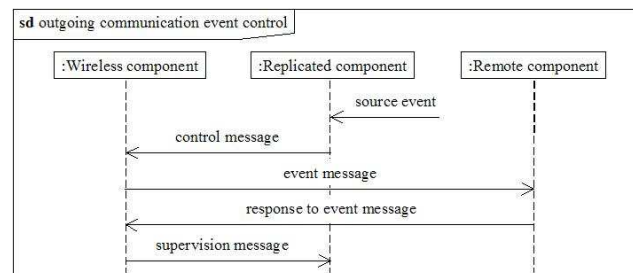 sd outgoing communication event control
:Wireless component
:Replicated component
:Remote component
source event
control message
event message
response to event message
supervision message